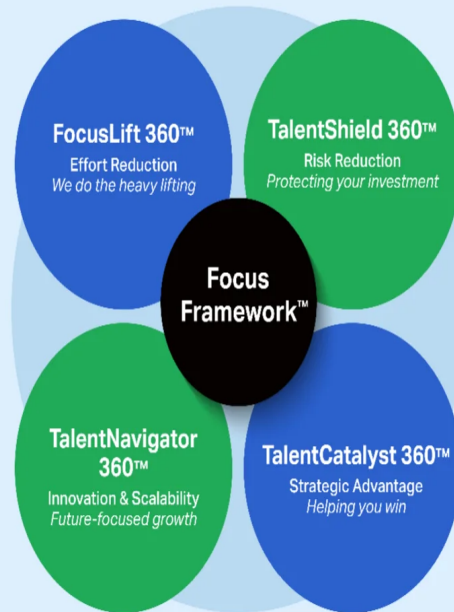 FocusLift 360™
Effort Reduction
We do the heavy lifting
TalentShield 360™
Risk Reduction
Protecting your investment
Focus
Framework™
TalentNavigator
360™
Innovation & Scalability
Future-focused growth
TalentCatalyst 360™
Strategic Advantage
Helping you win